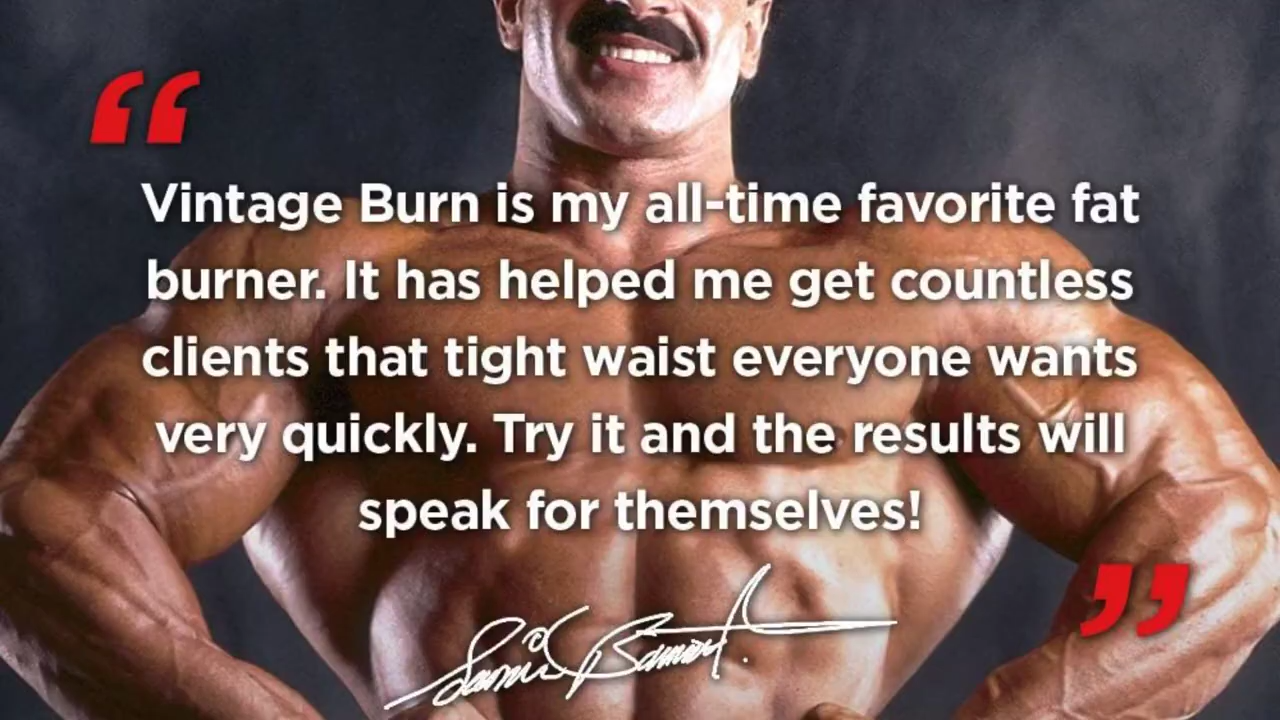 “
Vintage Burn is my all-time favorite fat
burner. It has helped me get countless
clients that tight waist everyone wants
very quickly. Try it and the results will
speak for themselves!
”